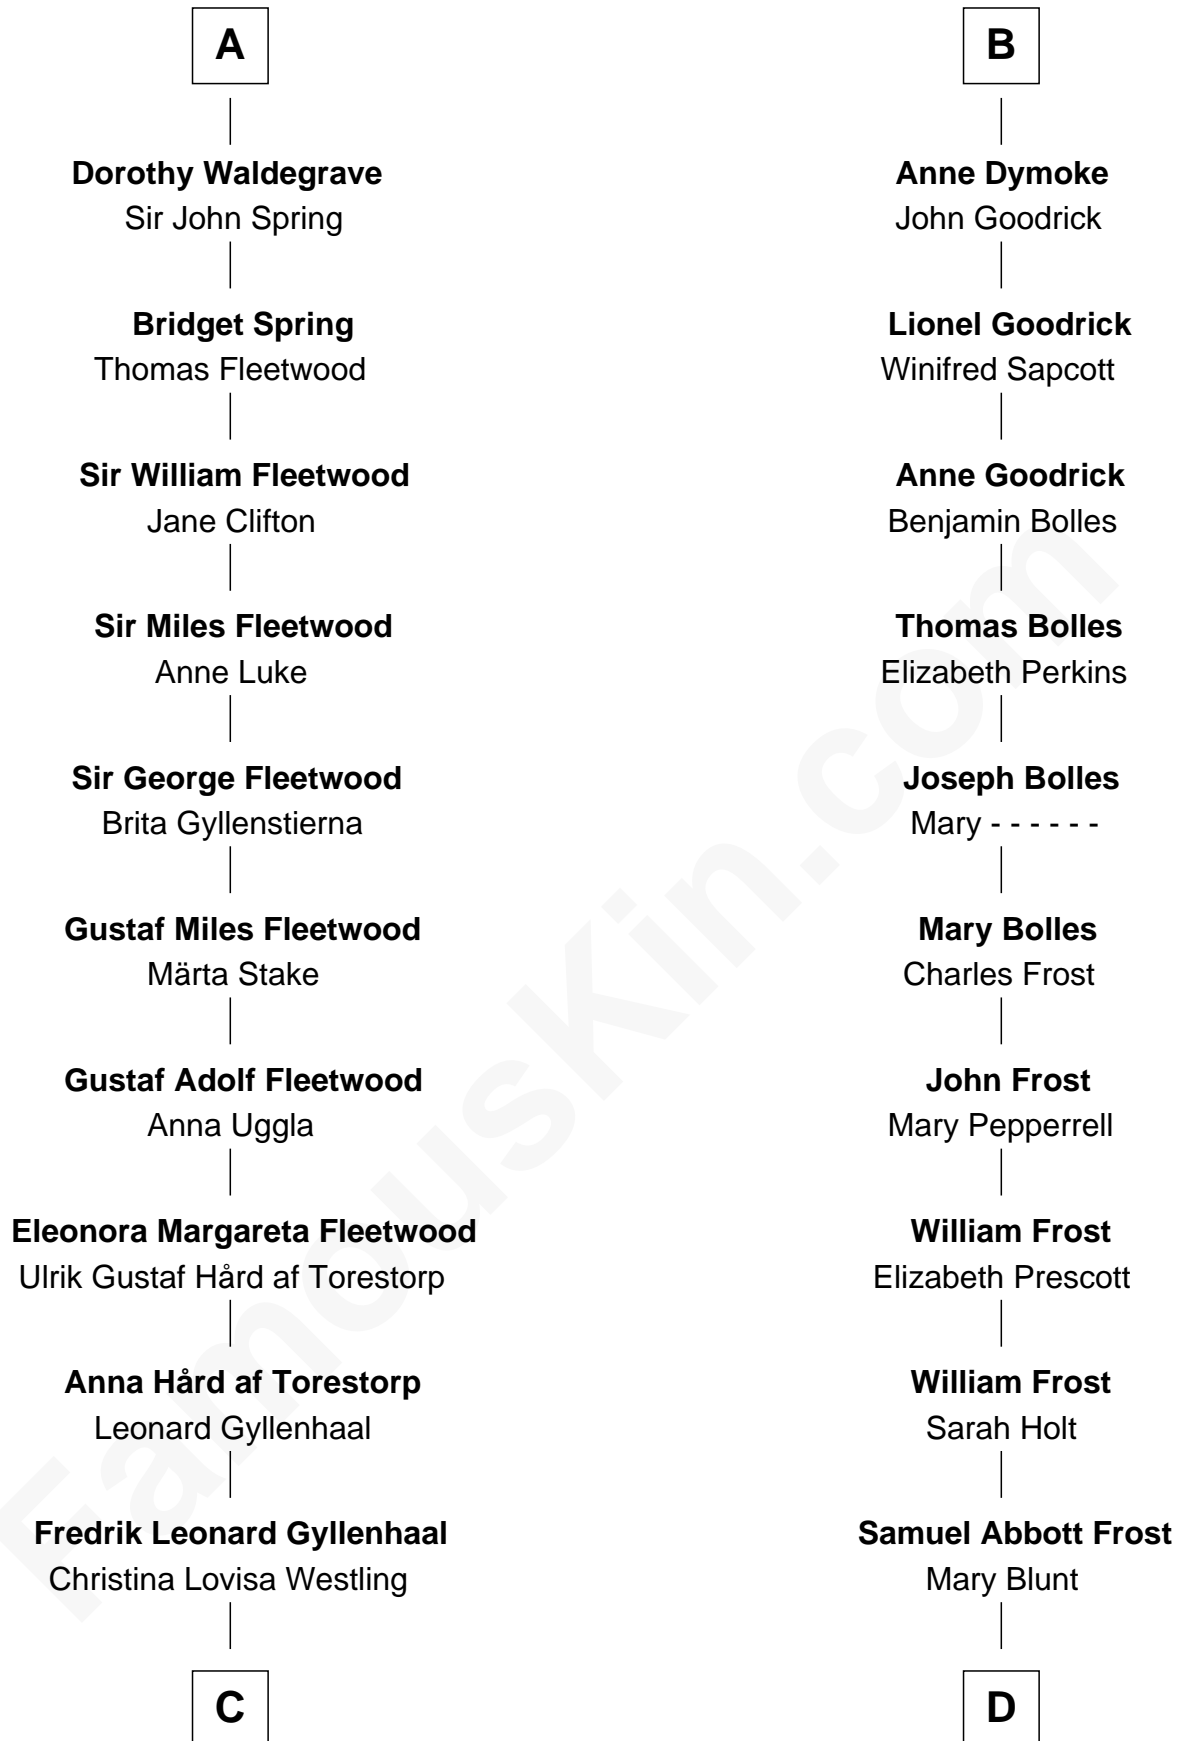 A
Dorothy Waldegrave
Sir John Spring
Bridget Spring
Thomas Fleetwood
Sir William Fleetwood
Jane Clifton
Sir Miles Fleetwood
Anne Luke
Sir George Fleetwood
Brita Gyllenstierna
Gustaf Miles Fleetwood
Märta Stake
Gustaf Adolf Fleetwood
Anna Uggla
Eleonora Margareta Fleetwood
Ulrik Gustaf Hård af Torestorp
Anna Hård af Torestorp
Leonard Gyllenhaal
Fredrik Leonard Gyllenhaal
Christina Lovisa Westling
C
B
Anne Dymoke
John Goodrick
Lionel Goodrick
Winifred Sapcott
Anne Goodrick
Benjamin Bolles
Thomas Bolles
Elizabeth Perkins
Joseph Bolles
Mary - - - - - -
Mary Bolles
Charles Frost
John Frost
Mary Pepperrell
William Frost
Elizabeth Prescott
William Frost
Sarah Holt
Samuel Abbott Frost
Mary Blunt
D
FamousKin.com